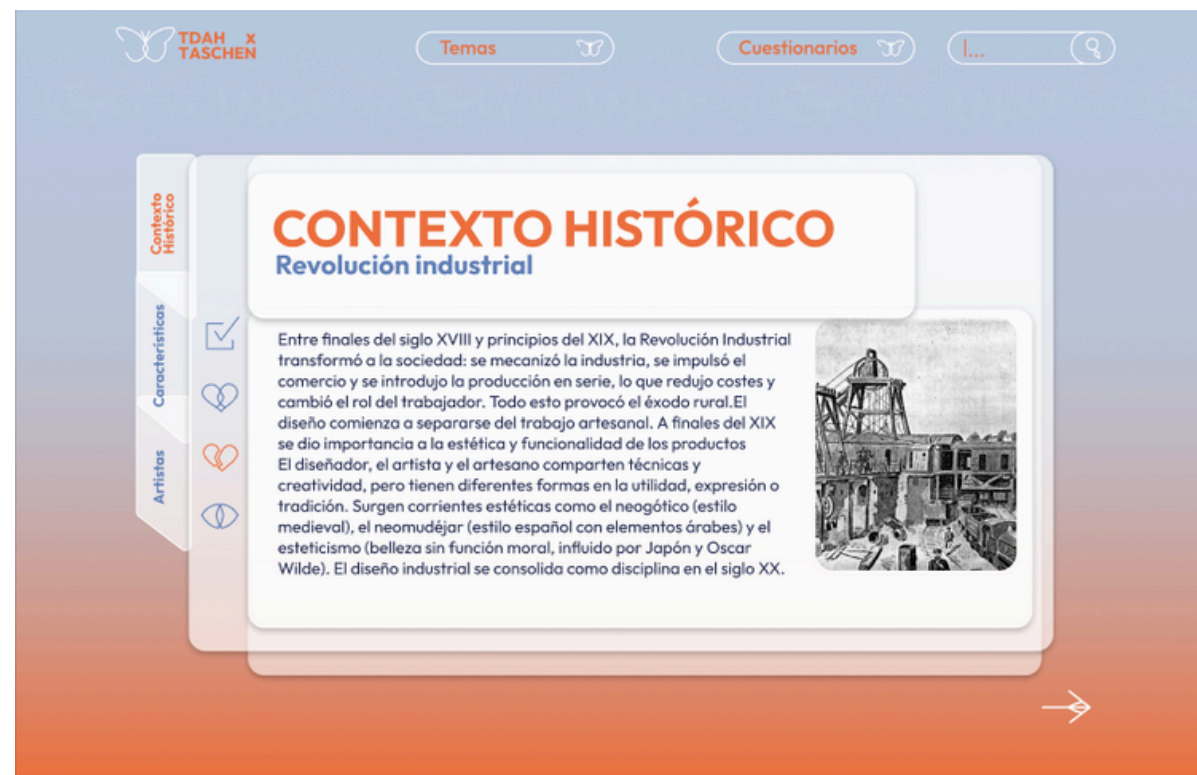 TDAH x
TASCHEN
Temas
Cuestionarios
|...
Contexto
Histórico
Características
Artistas
CONTEXTO HISTÓRICO
Revolución industrial
Entre finales del siglo XVIII y principios del XIX, la Revolución Industrial
transformó a la sociedad: se mecanizó la industria, se impulsó el
comercio y se introdujo la producción en serie, lo que redujo costes y
cambió el rol del trabajador. Todo esto provocó el éxodo rural.El
diseño comienza a separarse del trabajo artesanal. A finales del XIX
se dio importancia a la estética y funcionalidad de los productos
El diseñador, el artista y el artesano comparten técnicas y
creatividad, pero tienen diferentes formas en la utilidad, expresión o
tradición. Surgen corrientes estéticas como el neogótico (estilo
medieval), el neomudéjar (estilo español con elementos árabes) y el
esteticismo (belleza sin función moral, influido por Japón y Oscar
Wilde). El diseño industrial se consolida como disciplina en el siglo XX.